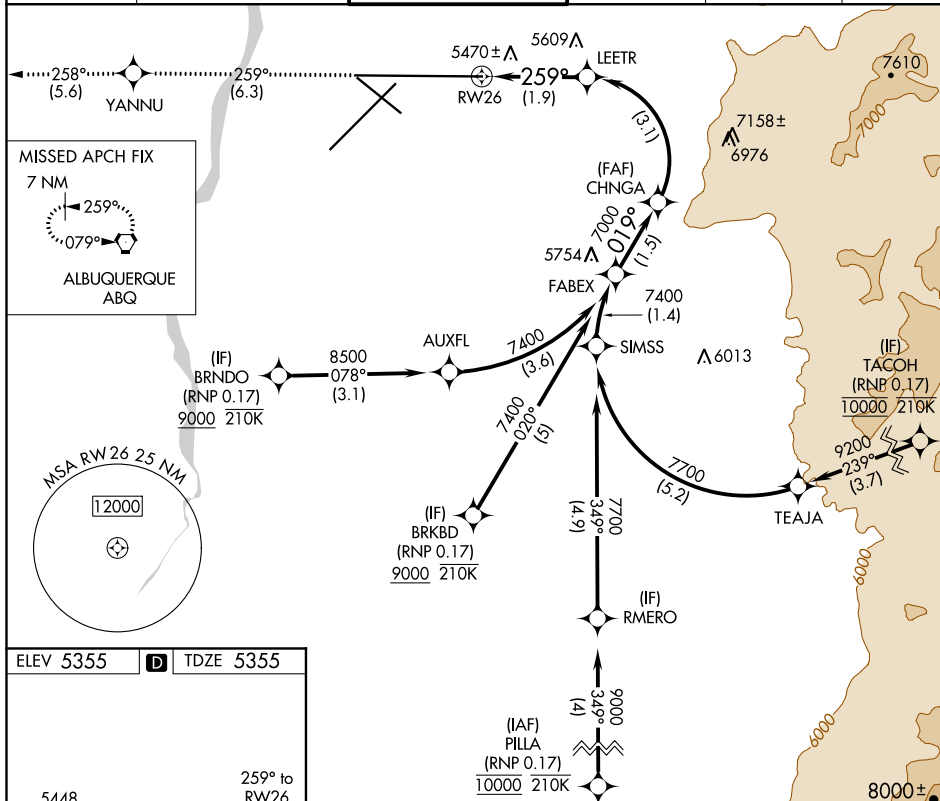 5470±
5609
LEETR
7610
258°
(5.6)
YANNU
259°
(6.3)
259°
(1.9)
RW26
(3.1)
7000
7158±
6976
MISSED APCH FIX
7 NM
259°
079°
ALBUQUERQUE
ABQ
(FAF)
CHNGA
7000
019°
(1.5)
5754
FABEX
7400
(1.4)
AUXFL
7400
(3.6)
SIMSS
6013
(IF)
BRNDO
(RNP 0.17)
9000 210K
8500
078°
(3.1)
(IF)
TACOH
(RNP 0.17)
10000 210K
7400
020°
(5)
9200
239°
(3.7)
7700
(5.2)
TEAJA
MSA RW26 25 NM
12000
(IF)
BRKBD
(RNP 0.17)
9000 210K
7700
349°
(4.9)
6000
(IF)
RMERO
ELEV 5355
D
TDZE 5355
9000
349°
(4)
(IAF)
PILLA
(RNP 0.17)
10000 210K
6000
259° to
RW26
5448
8000±